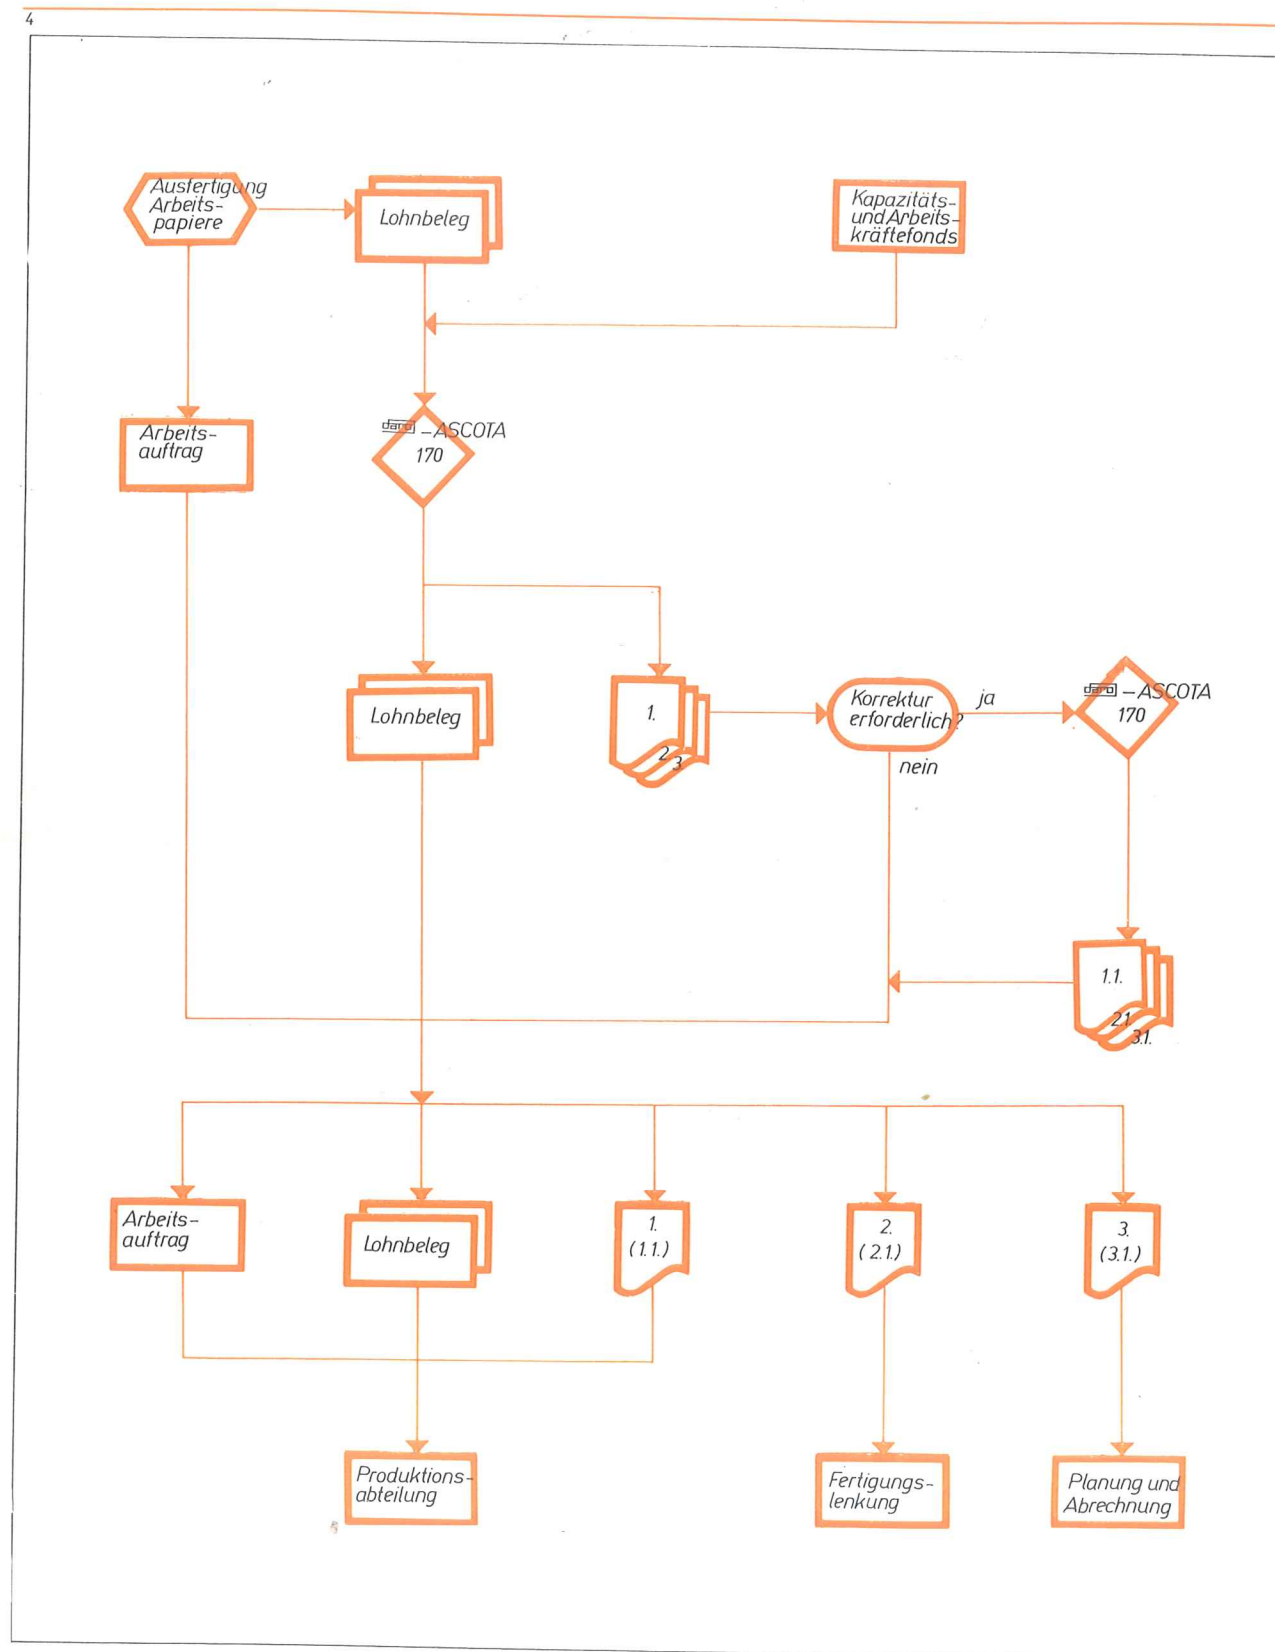 4
Ausfertigung
Arbeits-
papiere
Lohnbeleg
Kapazitäts-
und Arbeits-
kräftefonds
Arbeits-
auftrag
daro – ASCOTA
170
Lohnbeleg
1.
2.
3.
Korrektur
erforderlich?
ja
nein
daro – ASCOTA
170
1.1.
2.1.
3.1.
Arbeits-
auftrag
Lohnbeleg
1.
(1.1.)
2.
(2.1.)
3.
(3.1.)
Produktions-
abteilung
Fertigungs-
lenkung
Planung und
Abrechnung